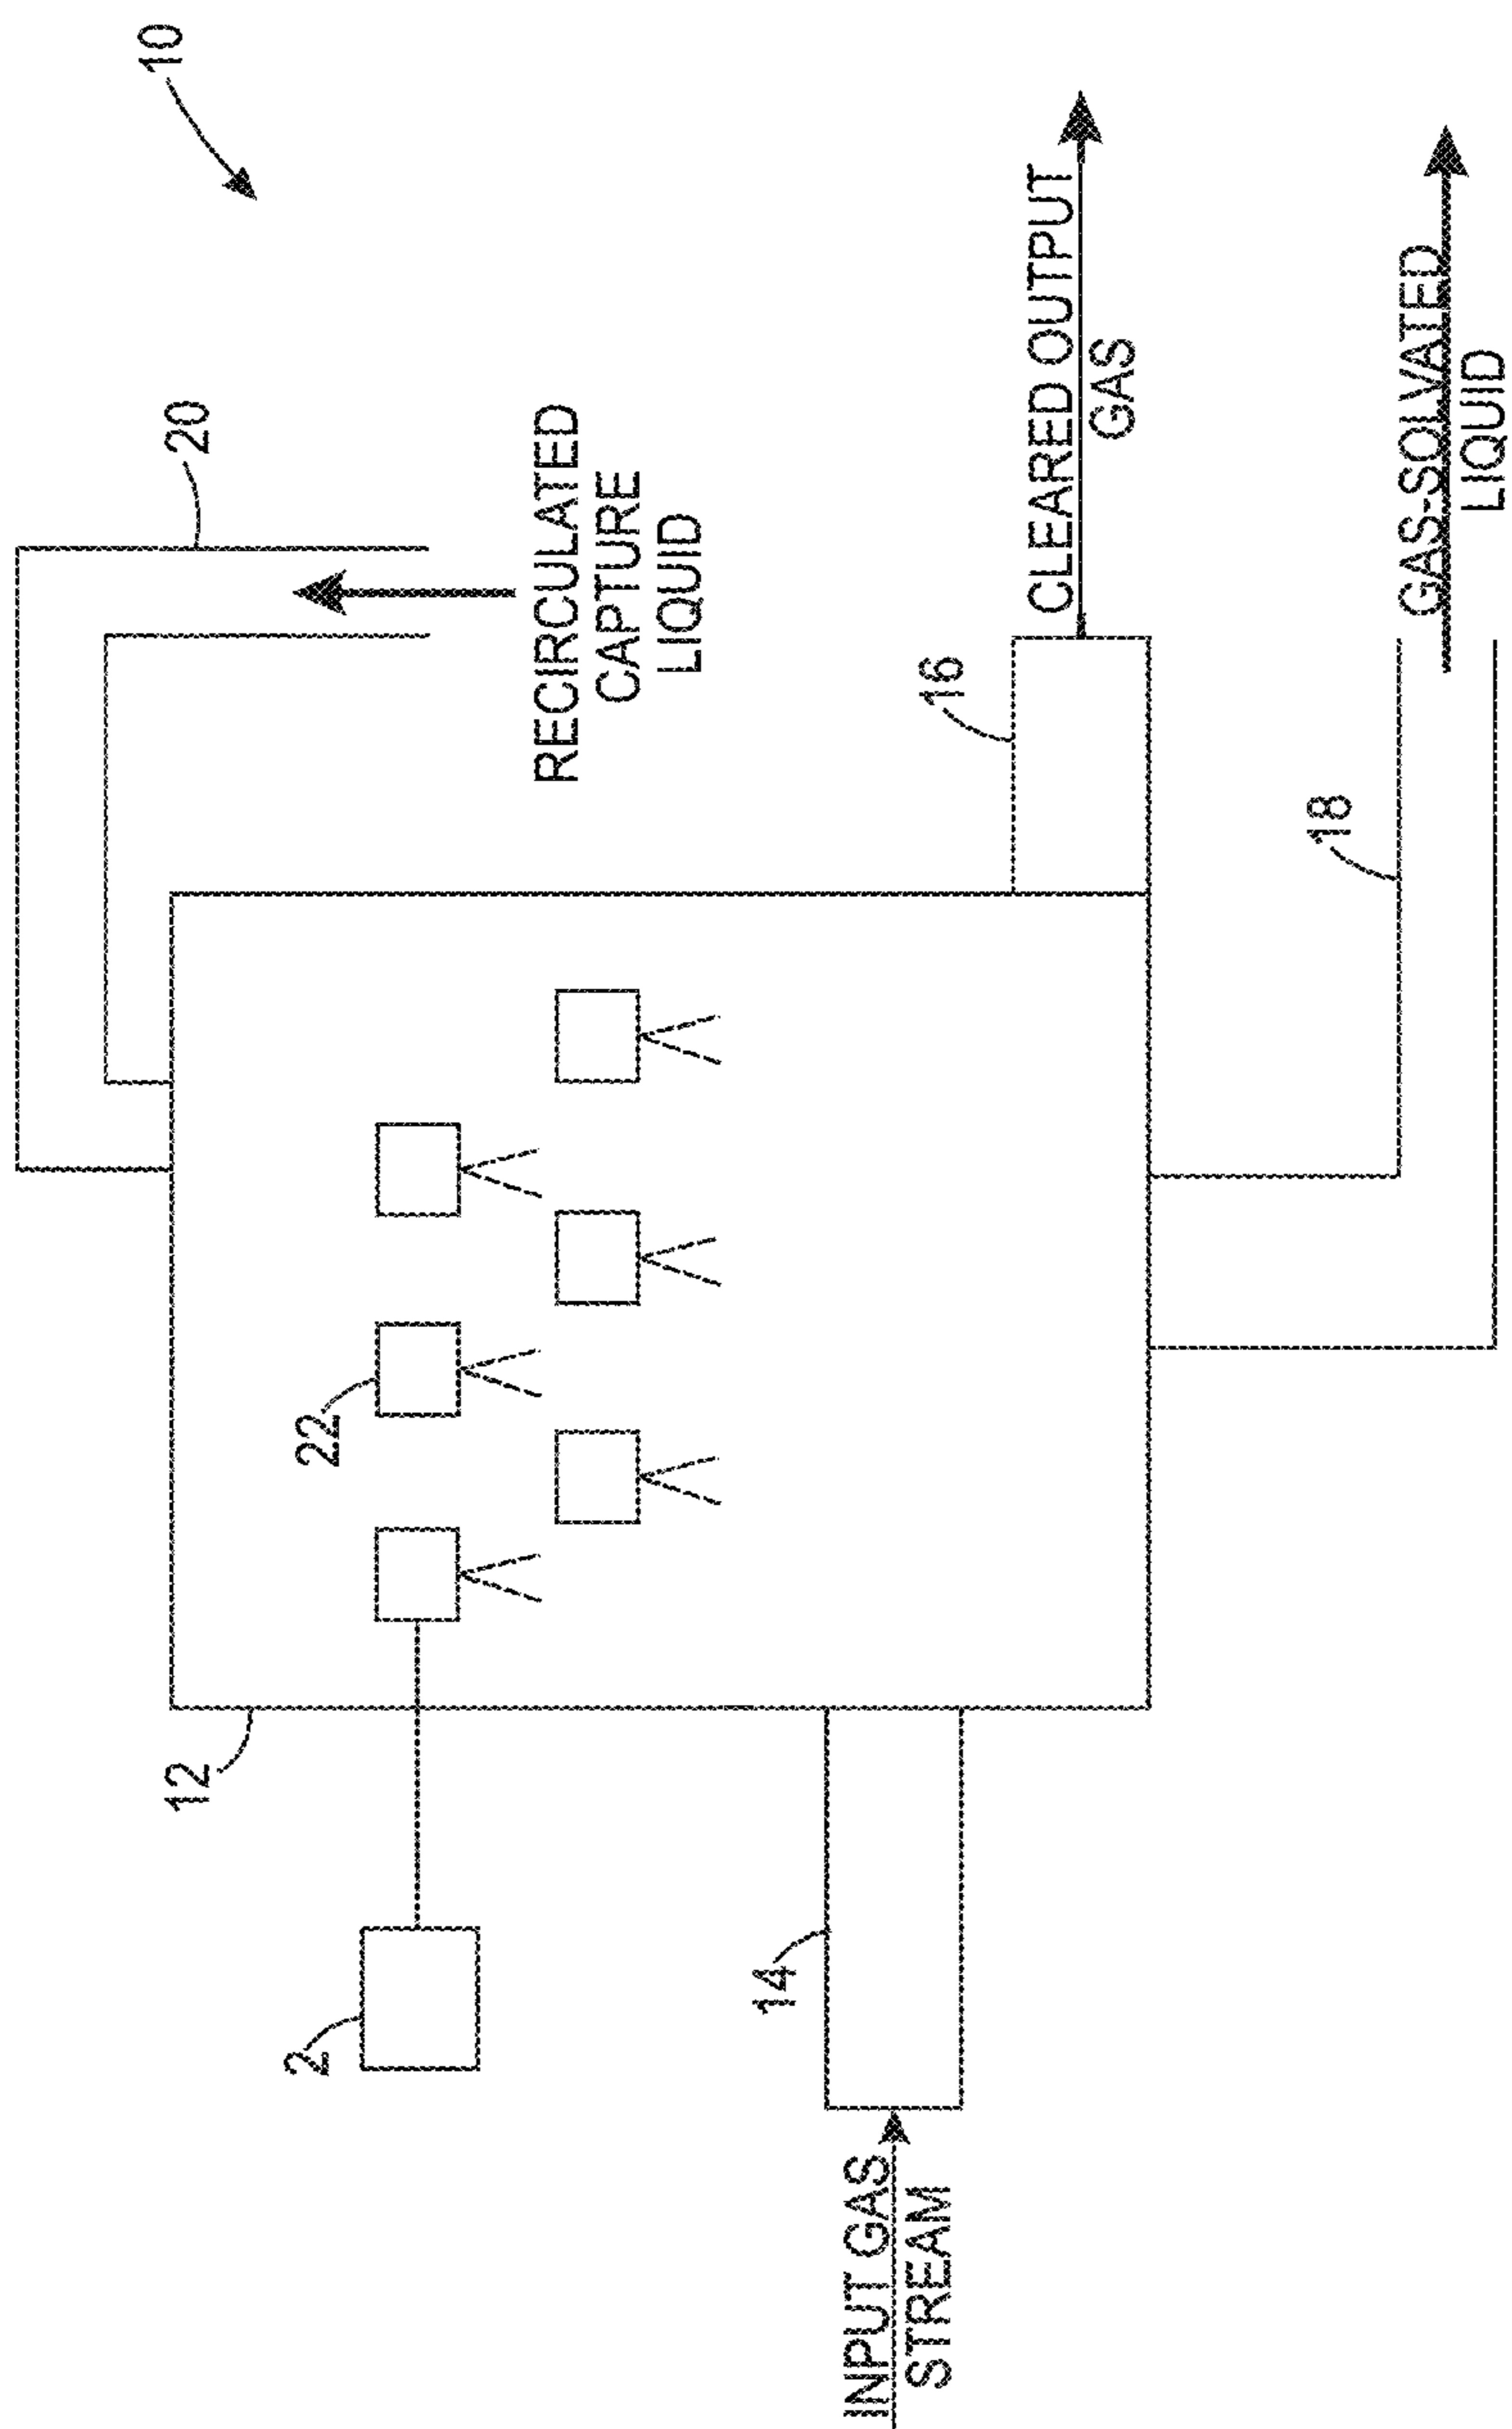 10
20
RECIRCULATED
CAPTURE
LIQUID
22
12
2
16
CLEARED OUTPUT
GAS
14
INPUT GAS
STREAM
18
GAS-SOLVATED
LIQUID